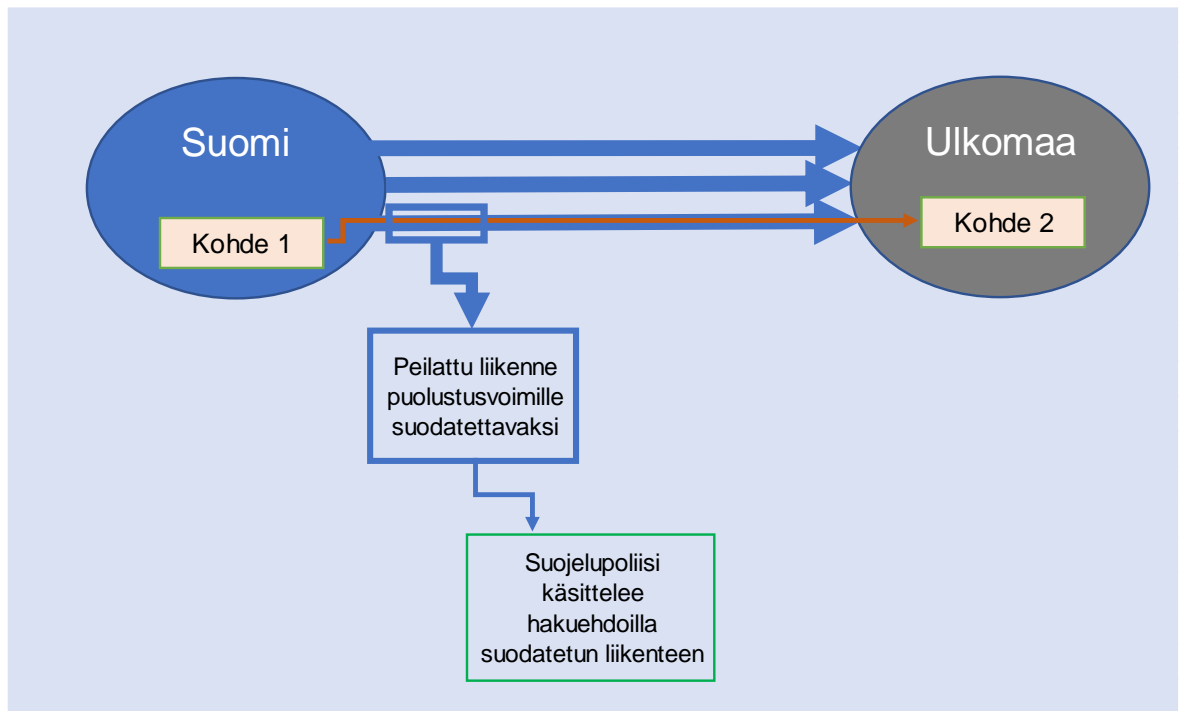 Suomi
Ulkomaa
Kohde 1
Kohde 2
Peilattu liikenne
puolustusvoimille
suodatettavaksi
Suojelupoliisi
käsittelee
hakuehdoilla
suodatetun liikenteen